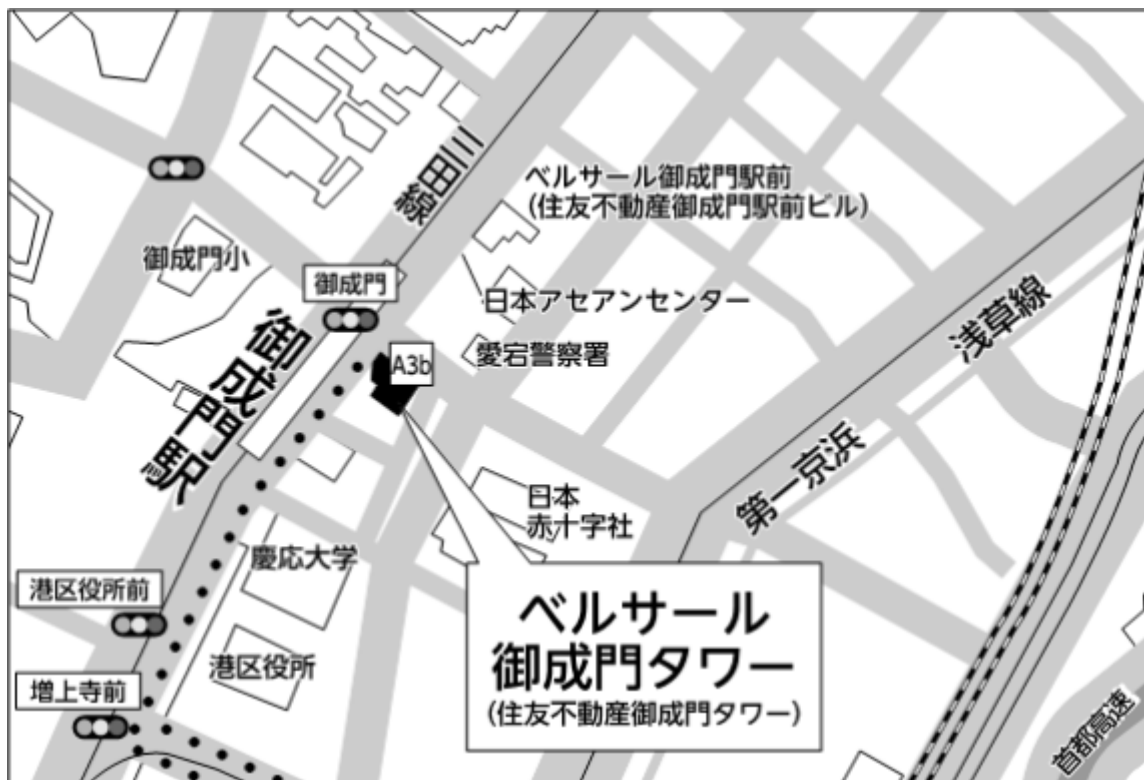 三田線
ベルサール御成門駅前
(住友不動産御成門駅前ビル)
御成門小
御成門
日本アセアンセンター
浅草線
御成門駅
A3b
愛宕警察署
第一京浜
日本
赤十字社
慶応大学
港区役所前
ベルサール
御成門タワー
(住友不動産御成門タワー)
港区役所
増上寺前
首都高速